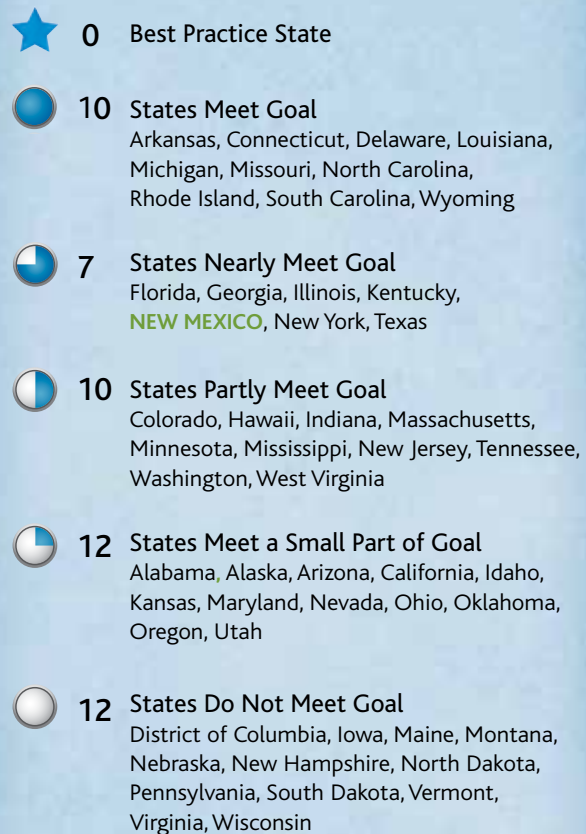 0 Best Practice State
10 States Meet Goal
Arkansas, Connecticut, Delaware, Louisiana,
Michigan, Missouri, North Carolina,
Rhode Island, South Carolina, Wyoming
7 States Nearly Meet Goal
Florida, Georgia, Illinois, Kentucky,
NEW MEXICO, New York, Texas
10 States Partly Meet Goal
Colorado, Hawaii, Indiana, Massachusetts,
Minnesota, Mississippi, New Jersey, Tennessee,
Washington, West Virginia
12 States Meet a Small Part of Goal
Alabama, Alaska, Arizona, California, Idaho,
Kansas, Maryland, Nevada, Ohio, Oklahoma,
Oregon, Utah
12 States Do Not Meet Goal
District of Columbia, Iowa, Maine, Montana,
Nebraska, New Hampshire, North Dakota,
Pennsylvania, South Dakota, Vermont,
Virginia, Wisconsin